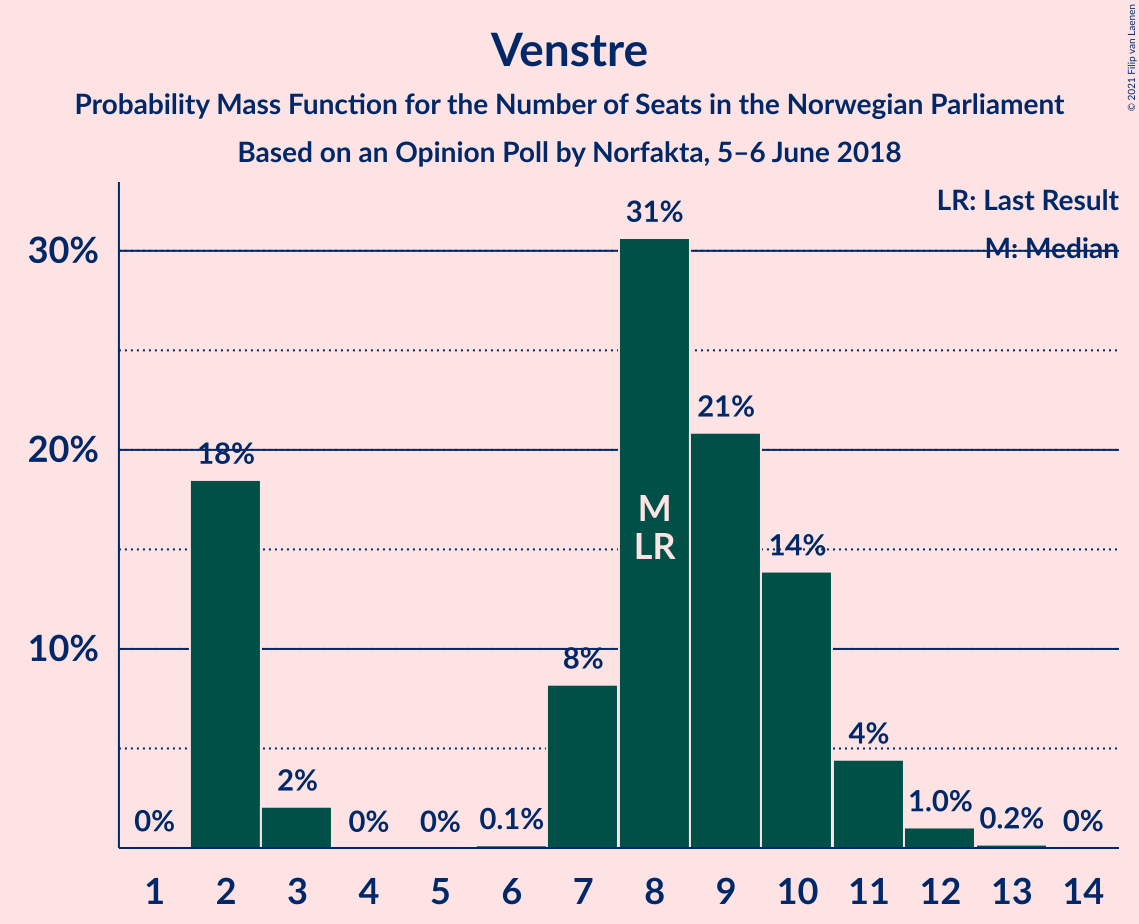 Venstre
Probability Mass Function for the Number of Seats in the Norwegian Parliament
Based on an Opinion Poll by Norfakta, 5–6 June 2018
© 2021 Filip van Laenen
LR: Last Result
M: Median
30%
20%
10%
0%
18%
2%
0%
0%
0.1%
8%
31%
M
LR
21%
14%
4%
1.0%
0.2%
0%
1 2 3 4 5 6 7 8 9 10 11 12 13 14